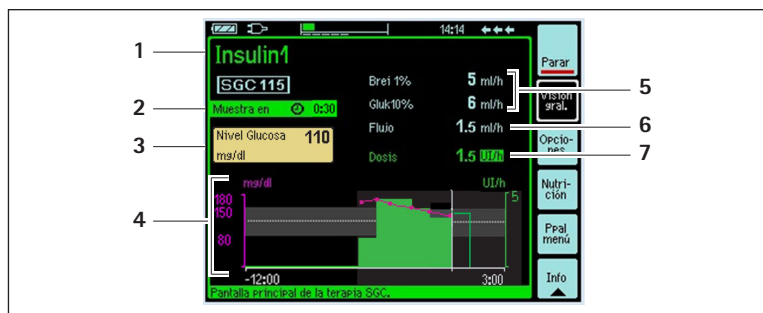 14:14
Insulin1
SGC 115
Muestra en 0:30
Nivel Glucosa 110
mg/dl
Brei 1% 5 ml/h
Gluk10% 6 ml/h
Flujo 1.5 ml/h
Dosis 1.5 UI/h
mg/dl UI/h
180
150
80
5
-12:00 3:00
Pantalla principal de la terapia SGC.
Parar
Visión
gral.
Opcio-
nes
Nutri-
ción
Ppal
menú
Info
1
2
3
4
5
6
7